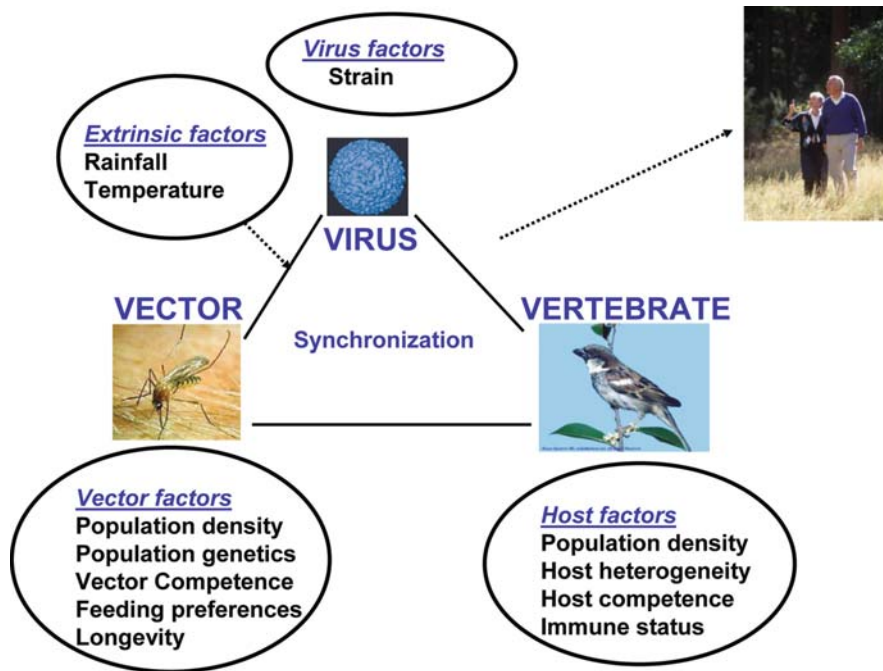 Virus factors
Strain
Extrinsic factors
Rainfall
Temperature
VIRUS
VECTOR
VERTEBRATE
Synchronization
Vector factors
Population density
Population genetics
Vector Competence
Feeding preferences
Longevity
Host factors
Population density
Host heterogeneity
Host competence
Immune status